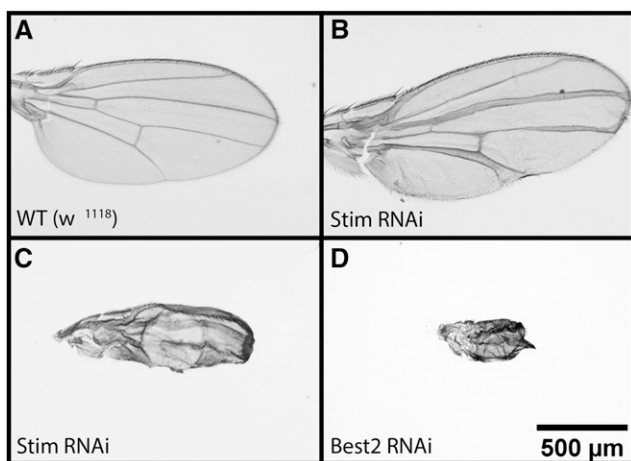 A
WT (w 1118)
B
Stim RNAi
C
Stim RNAi
D
Best2 RNAi
500 µm